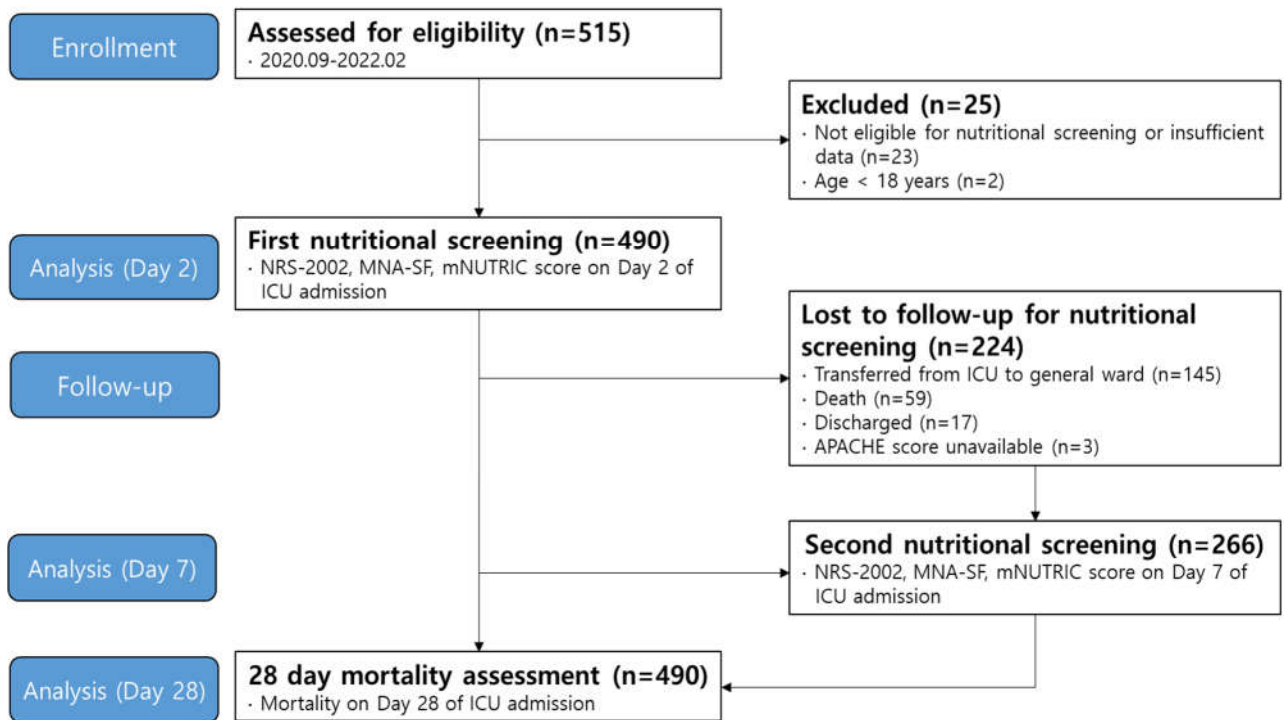 Enrollment
Assessed for eligibility (n=515)
· 2020.09-2022.02
Excluded (n=25)
· Not eligible for nutritional screening or insufficient
data (n=23)
· Age < 18 years (n=2)
Analysis (Day 2)
First nutritional screening (n=490)
· NRS-2002, MNA-SF, mNUTRIC score on Day 2 of
ICU admission
Follow-up
Lost to follow-up for nutritional
screening (n=224)
· Transferred from ICU to general ward (n=145)
· Death (n=59)
· Discharged (n=17)
· APACHE score unavailable (n=3)
Analysis (Day 7)
Second nutritional screening (n=266)
· NRS-2002, MNA-SF, mNUTRIC score on Day 7 of
ICU admission
Analysis (Day 28)
28 day mortality assessment (n=490)
· Mortality on Day 28 of ICU admission